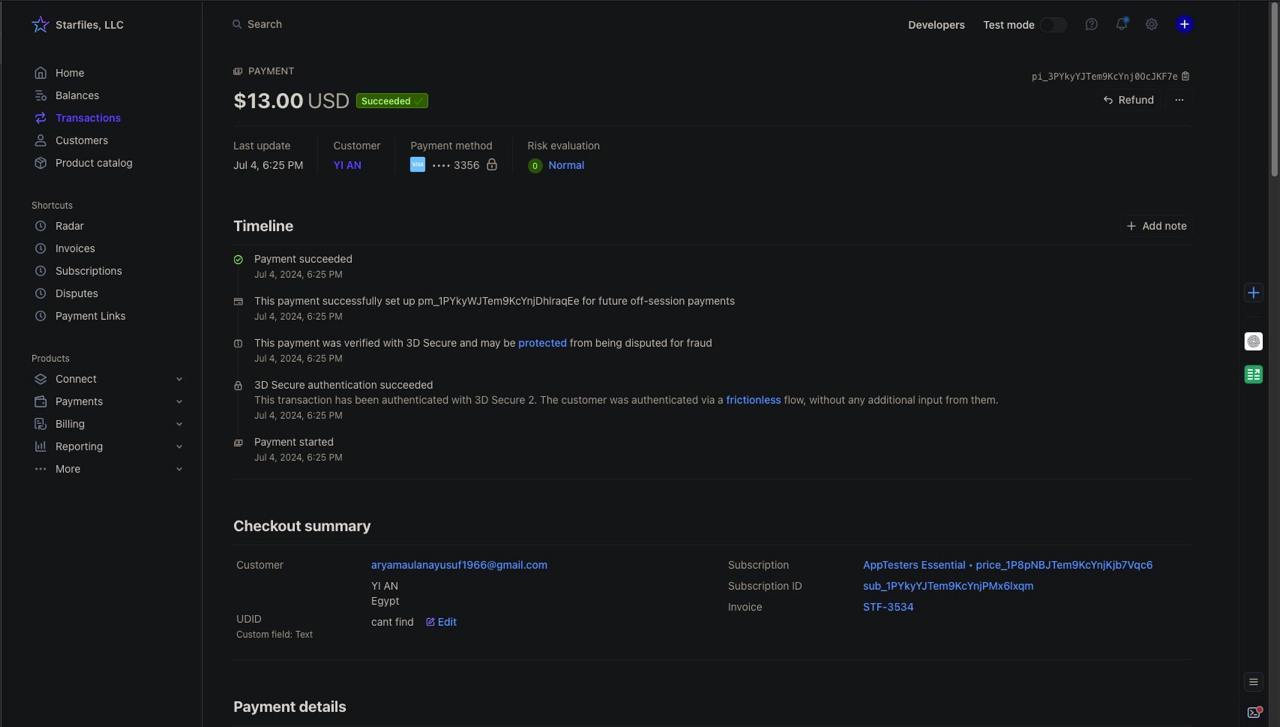 Starfiles, LLC
Search
Developers
Test mode
Home
Balances
Transactions
Customers
Product catalog
Shortcuts
Radar
Invoices
Subscriptions
Disputes
Payment Links
Products
Connect
Payments
Billing
Reporting
More
PAYMENT
pi_3PYkyYJTem9KcYnj0OcJKF7e
$13.00 USD Succeeded
Refund
Last update
Jul 4, 6:25 PM
Customer
YI AN
Payment method
VISA •••• 3356
Risk evaluation
0 Normal
Timeline
Add note
Payment succeeded
Jul 4, 2024, 6:25 PM
This payment successfully set up pm_1PYkyWJTem9KcYnjDhIraqEe for future off-session payments
Jul 4, 2024, 6:25 PM
This payment was verified with 3D Secure and may be protected from being disputed for fraud
Jul 4, 2024, 6:25 PM
3D Secure authentication succeeded
This transaction has been authenticated with 3D Secure 2. The customer was authenticated via a frictionless flow, without any additional input from them.
Jul 4, 2024, 6:25 PM
Payment started
Jul 4, 2024, 6:25 PM
Checkout summary
Customer
aryamaulanayusuf1966@gmail.com
YI AN
Egypt
UDID
Custom field: Text
cant find
Edit
Subscription
AppTesters Essential • price_1P8pNBJTem9KcYnjKjb7Vqc6
Subscription ID
sub_1PYkyYJTem9KcYnjPMx6lxqm
Invoice
STF-3534
Payment details